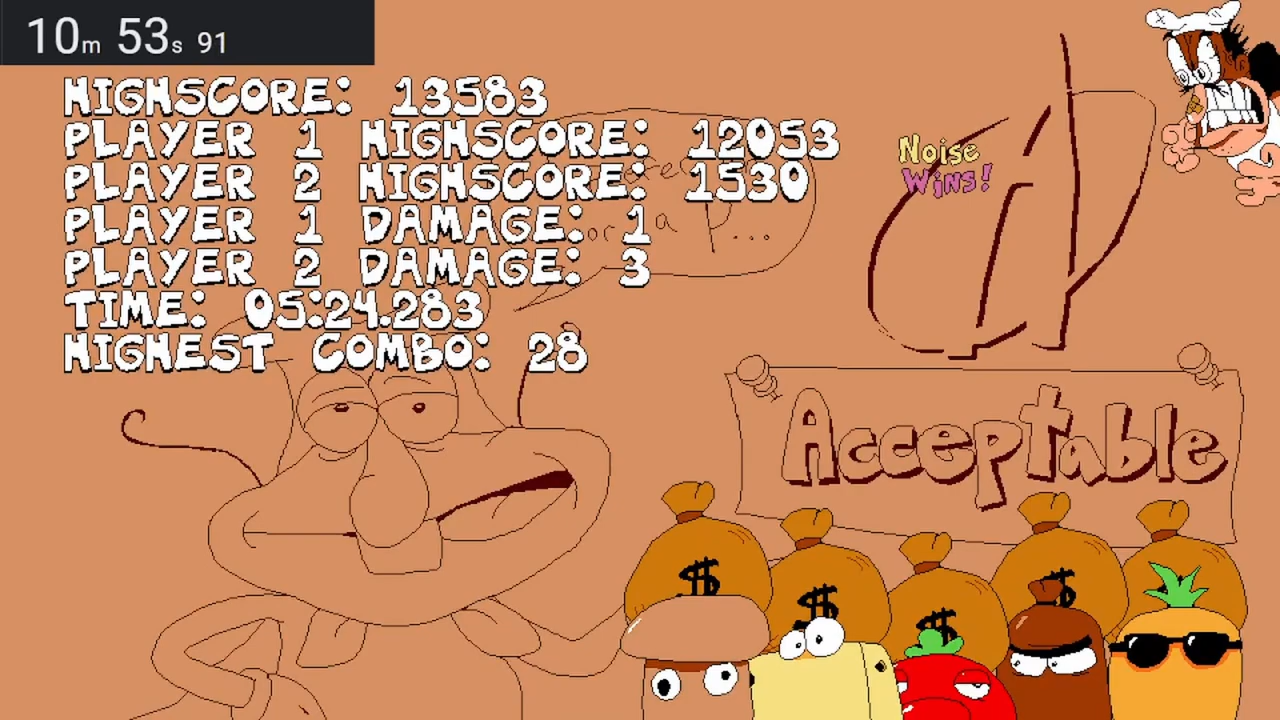 10m 53s 91
HIGHSCORE: 13583
PLAYER 1 HIGHSCORE: 12053
PLAYER 2 HIGHSCORE: 1530
PLAYER 1 DAMAGE: 1
PLAYER 2 DAMAGE: 3
TIME: 05:24.283
HIGHEST COMBO: 28
or a P...
Noise
Wins!
Acceptable
$ $ $ $